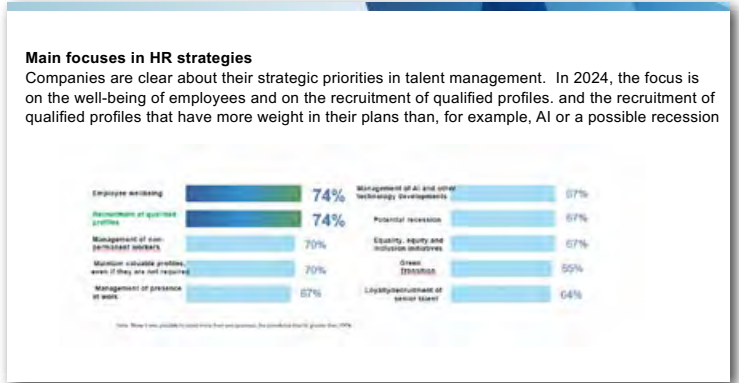 Main focuses in HR strategies
Companies are clear about their strategic priorities in talent management. In 2024, the focus is
on the well-being of employees and on the recruitment of qualified profiles. and the recruitment of
qualified profiles that have more weight in their plans than, for example, AI or a possible recession
Employee wellbeing
74%
Recruitment of qualified
profiles
74%
Management of non-
permanent workers
70%
Maintain valuable profiles,
even if they are not required
70%
Management of presence
at work
67%
Management of AI and other
technology developments
67%
Potential recession
67%
Equality, equity and
inclusion initiatives
67%
Green
transition
65%
Loyalty/recruitment of
senior talent
64%